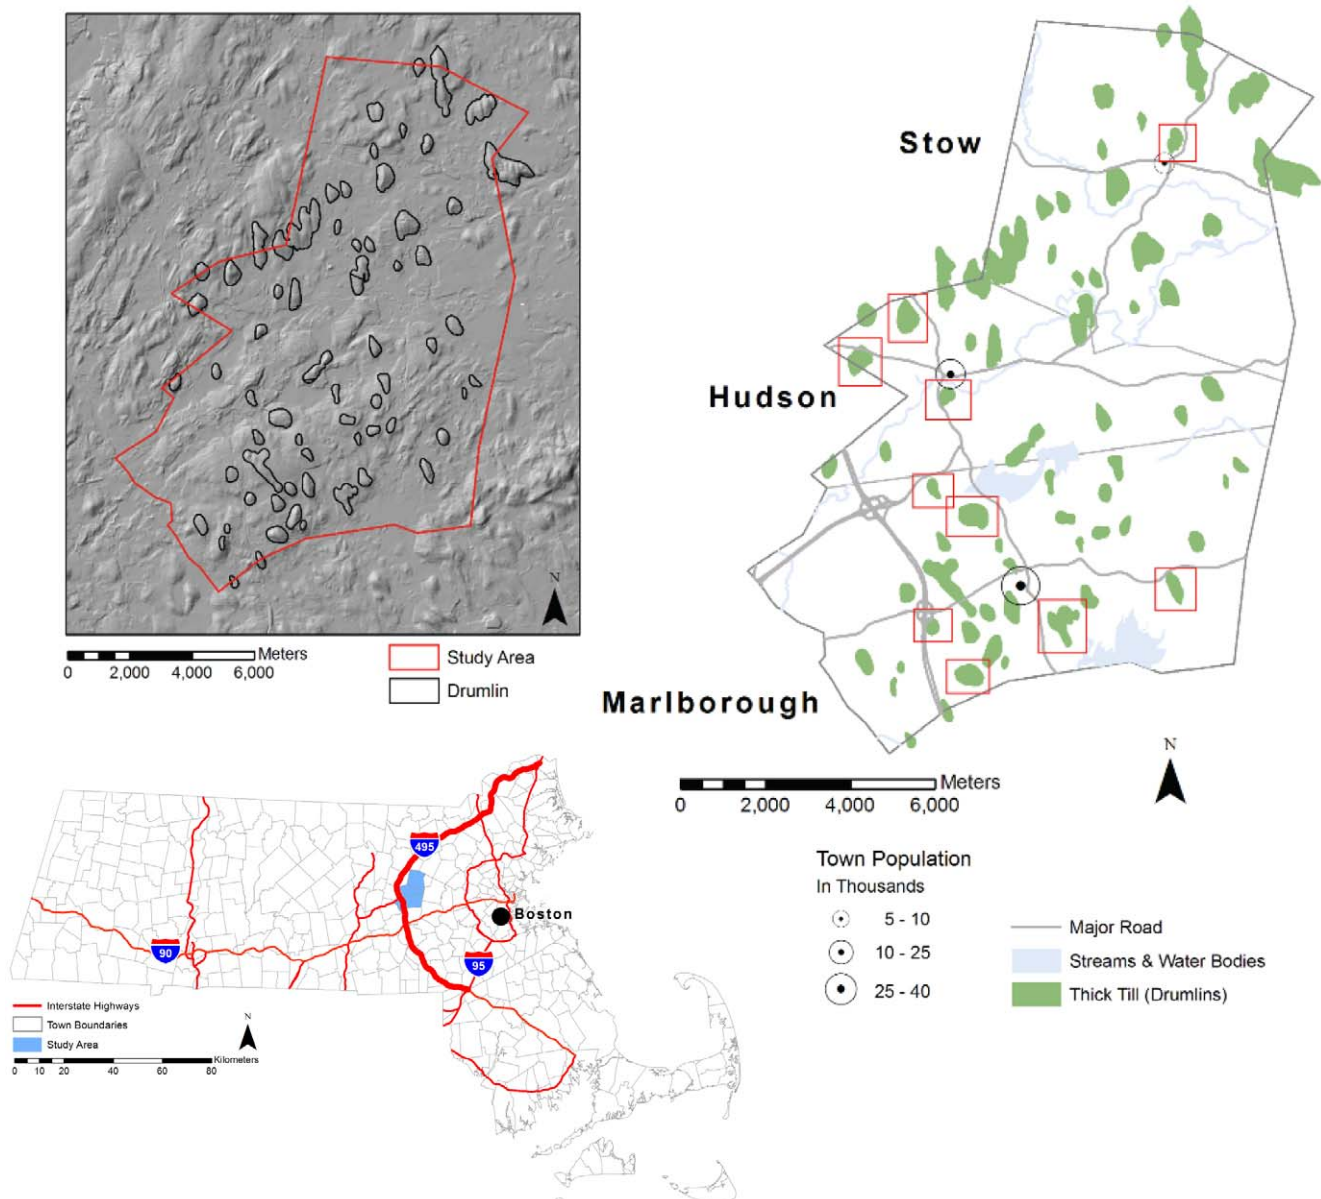 N
Meters
0 2,000 4,000 6,000
Study Area
Drumlin
Stow
Hudson
Marlborough
N
Meters
0 2,000 4,000 6,000
Town Population
In Thousands
5 - 10
10 - 25
25 - 40
Major Road
Streams & Water Bodies
Thick Till (Drumlins)
495
Boston
90
95
Interstate Highways
Town Boundaries
Study Area
N
Kilometers
0 10 20 40 60 80